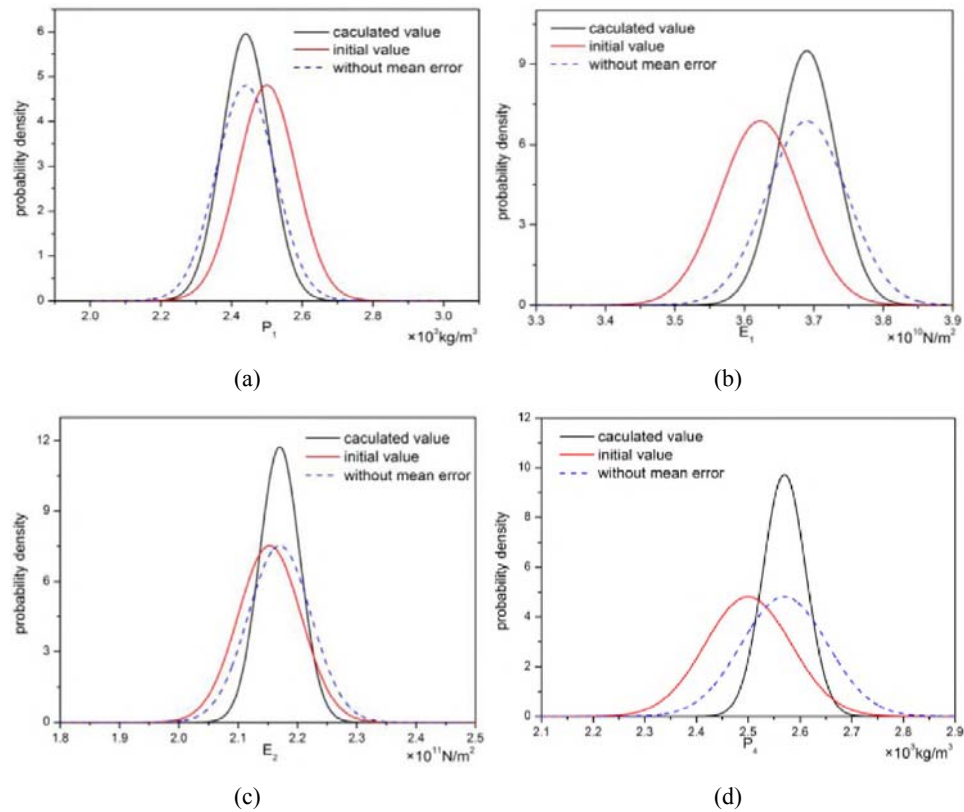 caculated value
initial value
without mean error
probability density
6
5
4
3
2
1
0
2.0 2.2 2.4 2.6 2.8 3.0
P₁
×10³kg/m³
(a)
caculated value
initial value
without mean error
probability density
9
6
3
0
3.3 3.4 3.5 3.6 3.7 3.8 3.9
E₁
×10¹⁰N/m²
(b)
caculated value
initial value
without mean error
probability density
12
9
6
3
0
1.8 1.9 2.0 2.1 2.2 2.3 2.4 2.5
E₂
×10¹¹N/m²
(c)
caculated value
initial value
without mean error
probability density
12
10
8
6
4
2
0
2.1 2.2 2.3 2.4 2.5 2.6 2.7 2.8 2.9
P₄
×10³kg/m³
(d)